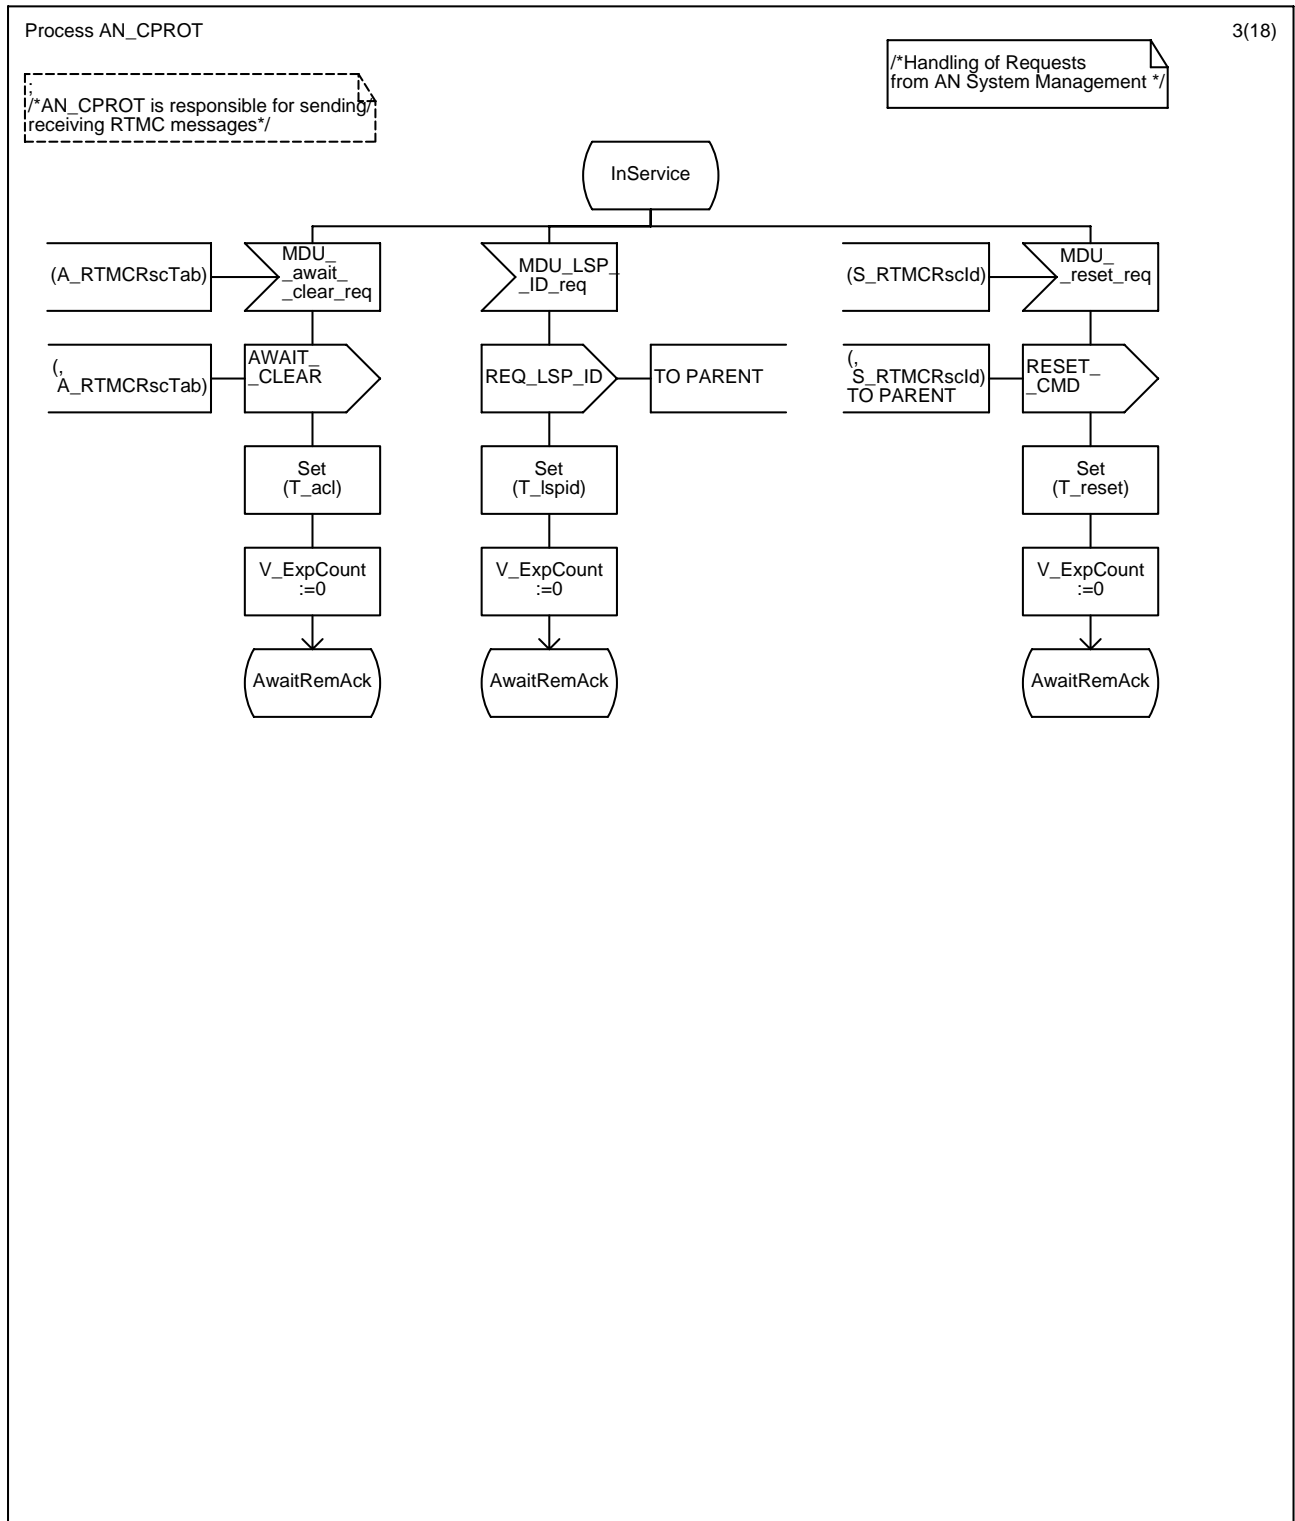 Process AN_CPROT
3(18)
;
/*AN_CPROT is responsible for sending/
receiving RTMC messages*/
/*Handling of Requests
from AN System Management */
InService
(A_RTMCRscTab)
MDU_
_await_
_clear_req
MDU_LSP_
_ID_req
(S_RTMCRscId)
MDU_
_reset_req
(,
A_RTMCRscTab)
AWAIT_
_CLEAR
REQ_LSP_ID
TO PARENT
(,
S_RTMCRscId)
TO PARENT
RESET_
_CMD
Set
(T_acl)
Set
(T_lspid)
Set
(T_reset)
V_ExpCount
:=0
V_ExpCount
:=0
V_ExpCount
:=0
AwaitRemAck
AwaitRemAck
AwaitRemAck